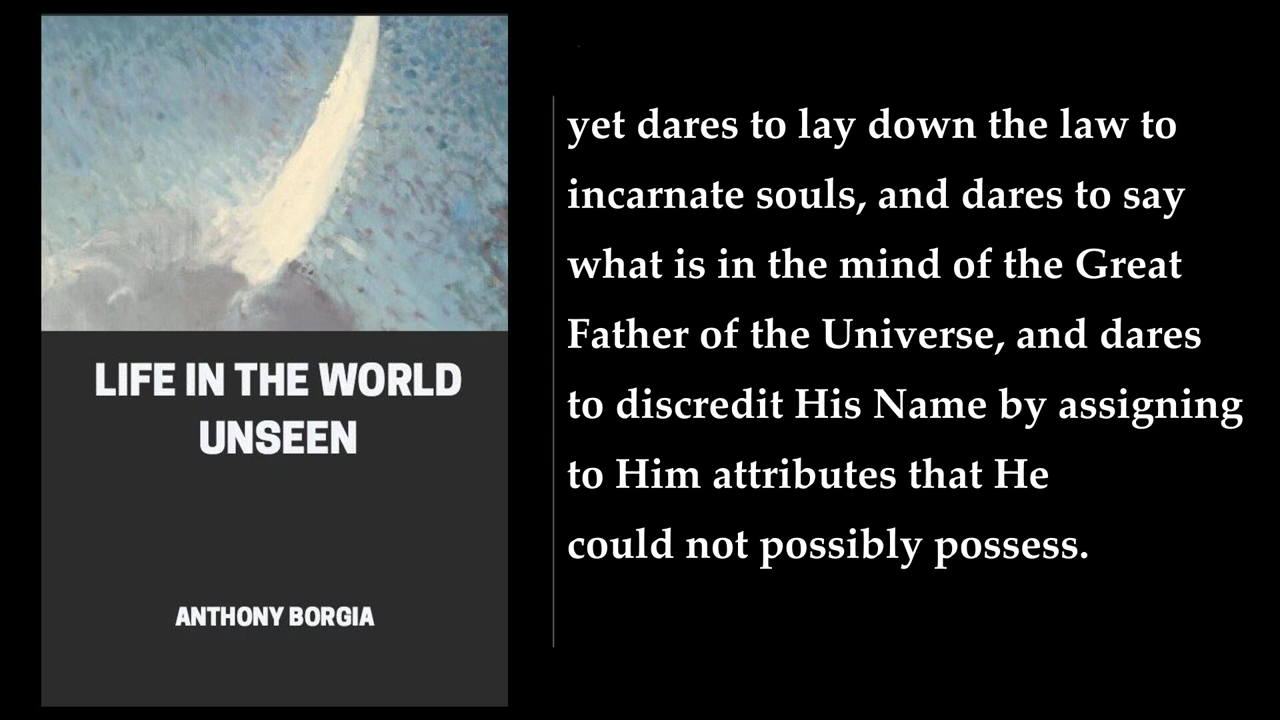 LIFE IN THE WORLD
UNSEEN
ANTHONY BORGIA
yet dares to lay down the law to
incarnate souls, and dares to say
what is in the mind of the Great
Father of the Universe, and dares
to discredit His Name by assigning
to Him attributes that He
could not possibly possess.